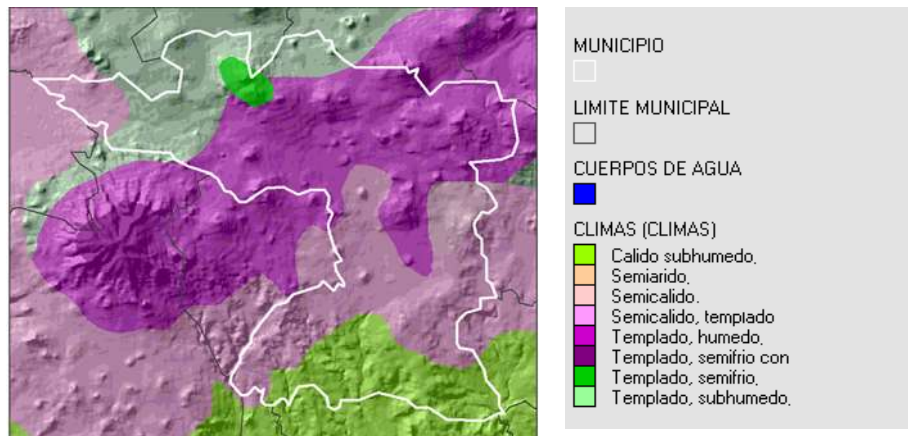 MUNICIPIO
LIMITE MUNICIPAL
CUERPOS DE AGUA
CLIMAS (CLIMAS)
Calido subhumedo.
Semiarido.
Semicalido.
Semicalido, templado
Templado, humedo.
Templado, semifrio con
Templado, semifrio.
Templado, subhumedo.